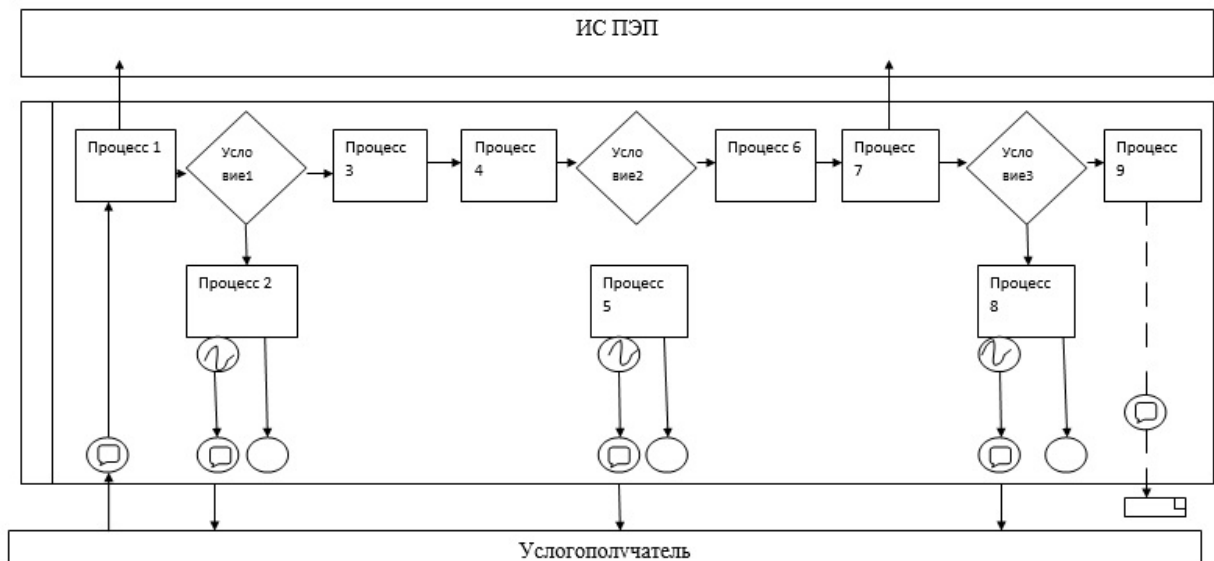 ИС ПЭП
Процесс 1
Усло
вие1
Процесс
3
Процесс
4
Усло
вие2
Процесс 6
Процесс
7
Усло
вие3
Процесс
9
Процесс 2
Процесс
5
Процесс
8
Услогополучатель